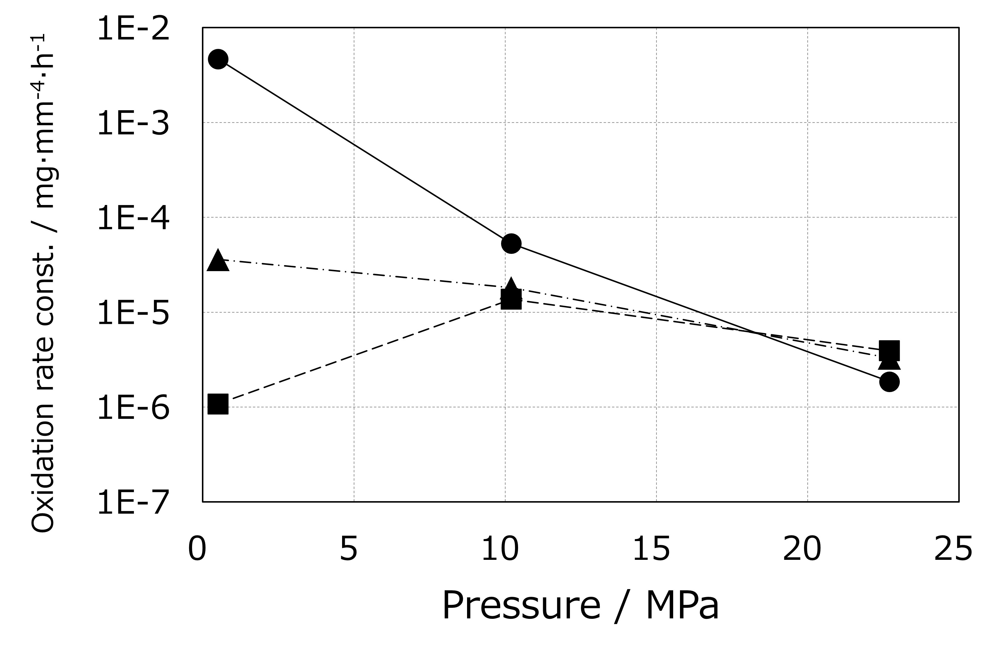 Oxidation rate const. / mg·mm⁻⁴·h⁻¹
1E-2
1E-3
1E-4
1E-5
1E-6
1E-7
0 5 10 15 20 25
Pressure / MPa